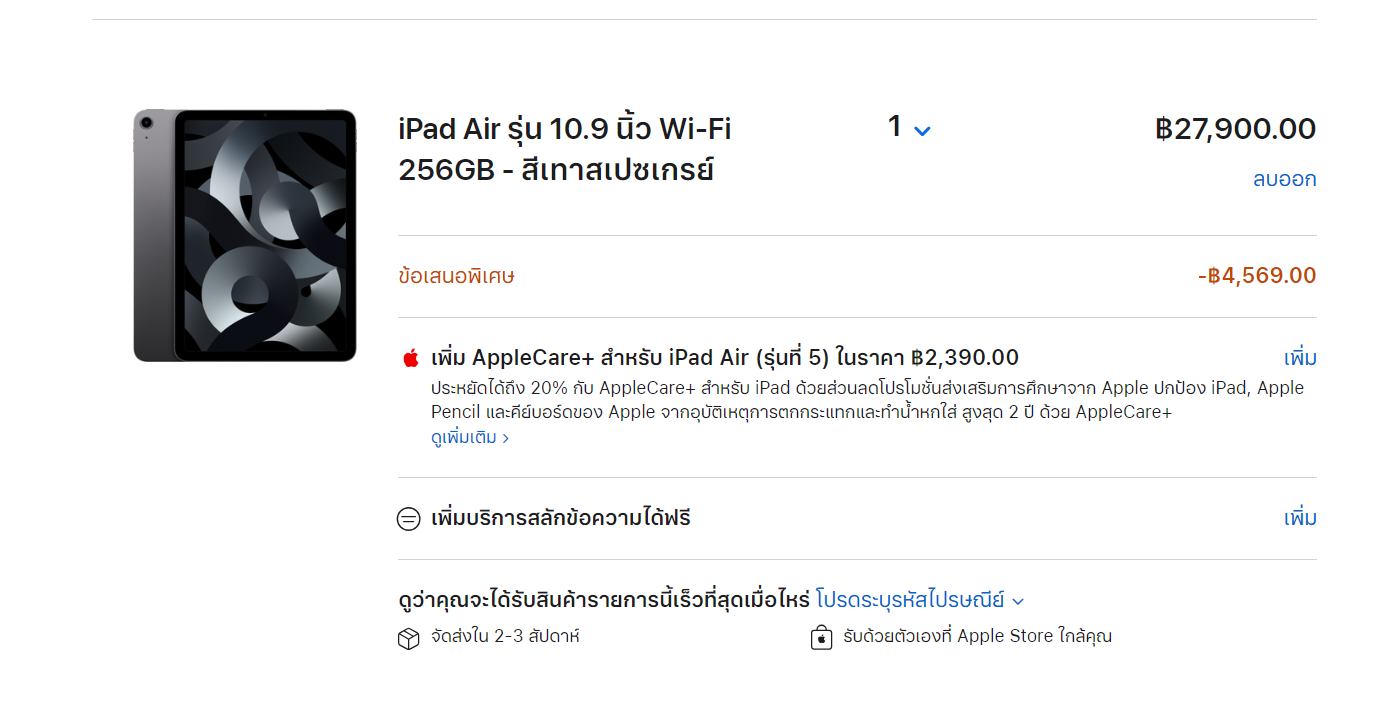 iPad Air รุ่น 10.9 นิ้ว Wi-Fi 1 ฿27,900.00
256GB - สีเทาสเปซเกรย์
ลบออก
ข้อเสนอพิเศษ -฿4,569.00
เพิ่ม AppleCare+ สำหรับ iPad Air (รุ่นที่ 5) ในราคา ฿2,390.00 เพิ่ม
ประหยัดได้ถึง 20% กับ AppleCare+ สำหรับ iPad ด้วยส่วนลดโปรโมชั่นส่งเสริมการศึกษาจาก Apple ปกป้อง iPad, Apple
Pencil และคีย์บอร์ดของ Apple จากอุบัติเหตุการตกกระแทกและทำน้ำหกใส่ สูงสุด 2 ปี ด้วย AppleCare+
ดูเพิ่มเติม >
เพิ่มบริการสลักข้อความได้ฟรี เพิ่ม
ดูว่าคุณจะได้รับสินค้ารายการนี้เร็วที่สุดเมื่อไหร่ โปรดระบุรหัสไปรษณีย์
จัดส่งใน 2-3 สัปดาห์ รับด้วยตัวเองที่ Apple Store ใกล้คุณ